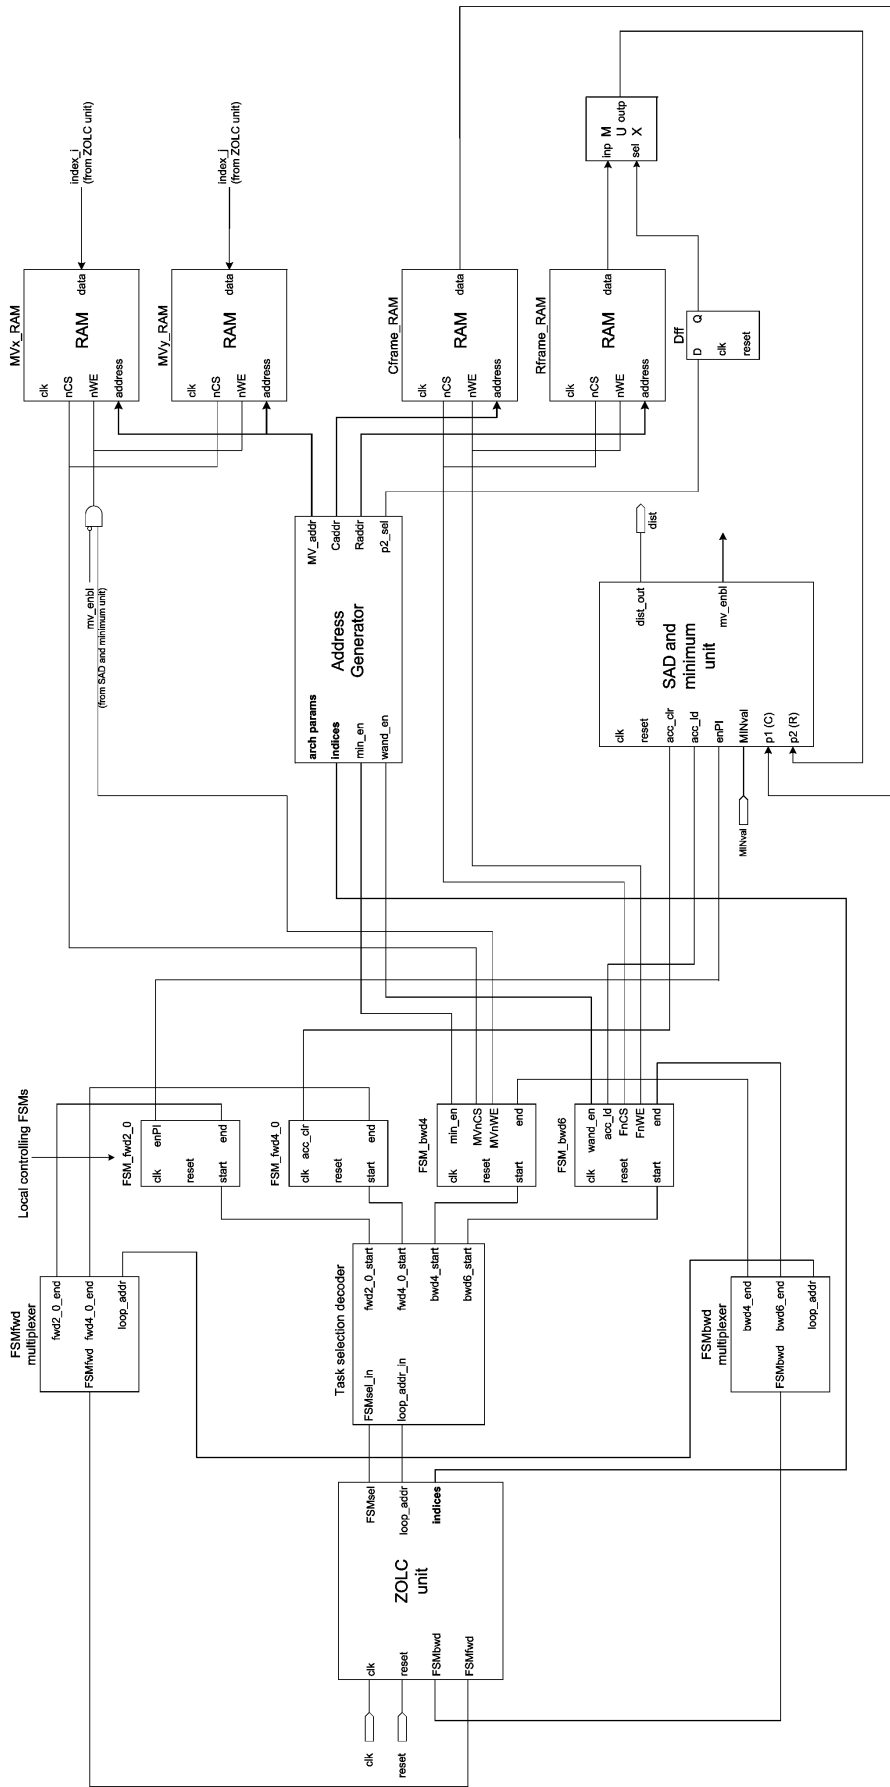 FSMfwd
multiplexer
FSMfwd
fwd2_0_end
fwd4_0_end
loop_addr
Local controlling FSMs
FSM_fwd2_0
clk
enPI
reset
start
end
FSM_fwd4_0
clk
acc_clr
reset
start
end
FSM_bwd4
clk
min_en
MVnCS
reset
MVnWE
start
end
FSM_bwd6
clk
wand_en
acc_ld
FnCS
reset
FnWE
start
end
Task selection decoder
FSMsel_in
loop_addr_in
fwd2_0_start
fwd4_0_start
bwd4_start
bwd6_start
FSMbwd
multiplexer
FSMbwd
bwd4_end
bwd6_end
loop_addr
clk
reset
clk
reset
FSMbwd
FSMfwd
ZOLC
unit
FSMsel
loop_addr
indices
mv_enbl
(from SAD and minimum unit)
arch params
indices
min_en
wand_en
Address
Generator
MV_addr
Caddr
Raddr
p2_sel
MVx_RAM
clk
nCS
nWE
address
RAM
data
index_i
(from ZOLC unit)
MVy_RAM
clk
nCS
nWE
address
RAM
data
index_j
(from ZOLC unit)
Cframe_RAM
clk
nCS
nWE
address
RAM
data
Rframe_RAM
clk
nCS
nWE
address
RAM
data
Dff
D
Q
clk
reset
inp
sel
M
U
X
outp
MINval
clk
reset
acc_clr
acc_ld
enPI
MINval
p1 (C)
p2 (R)
SAD and
minimum
unit
dist_out
mv_enbl
dist